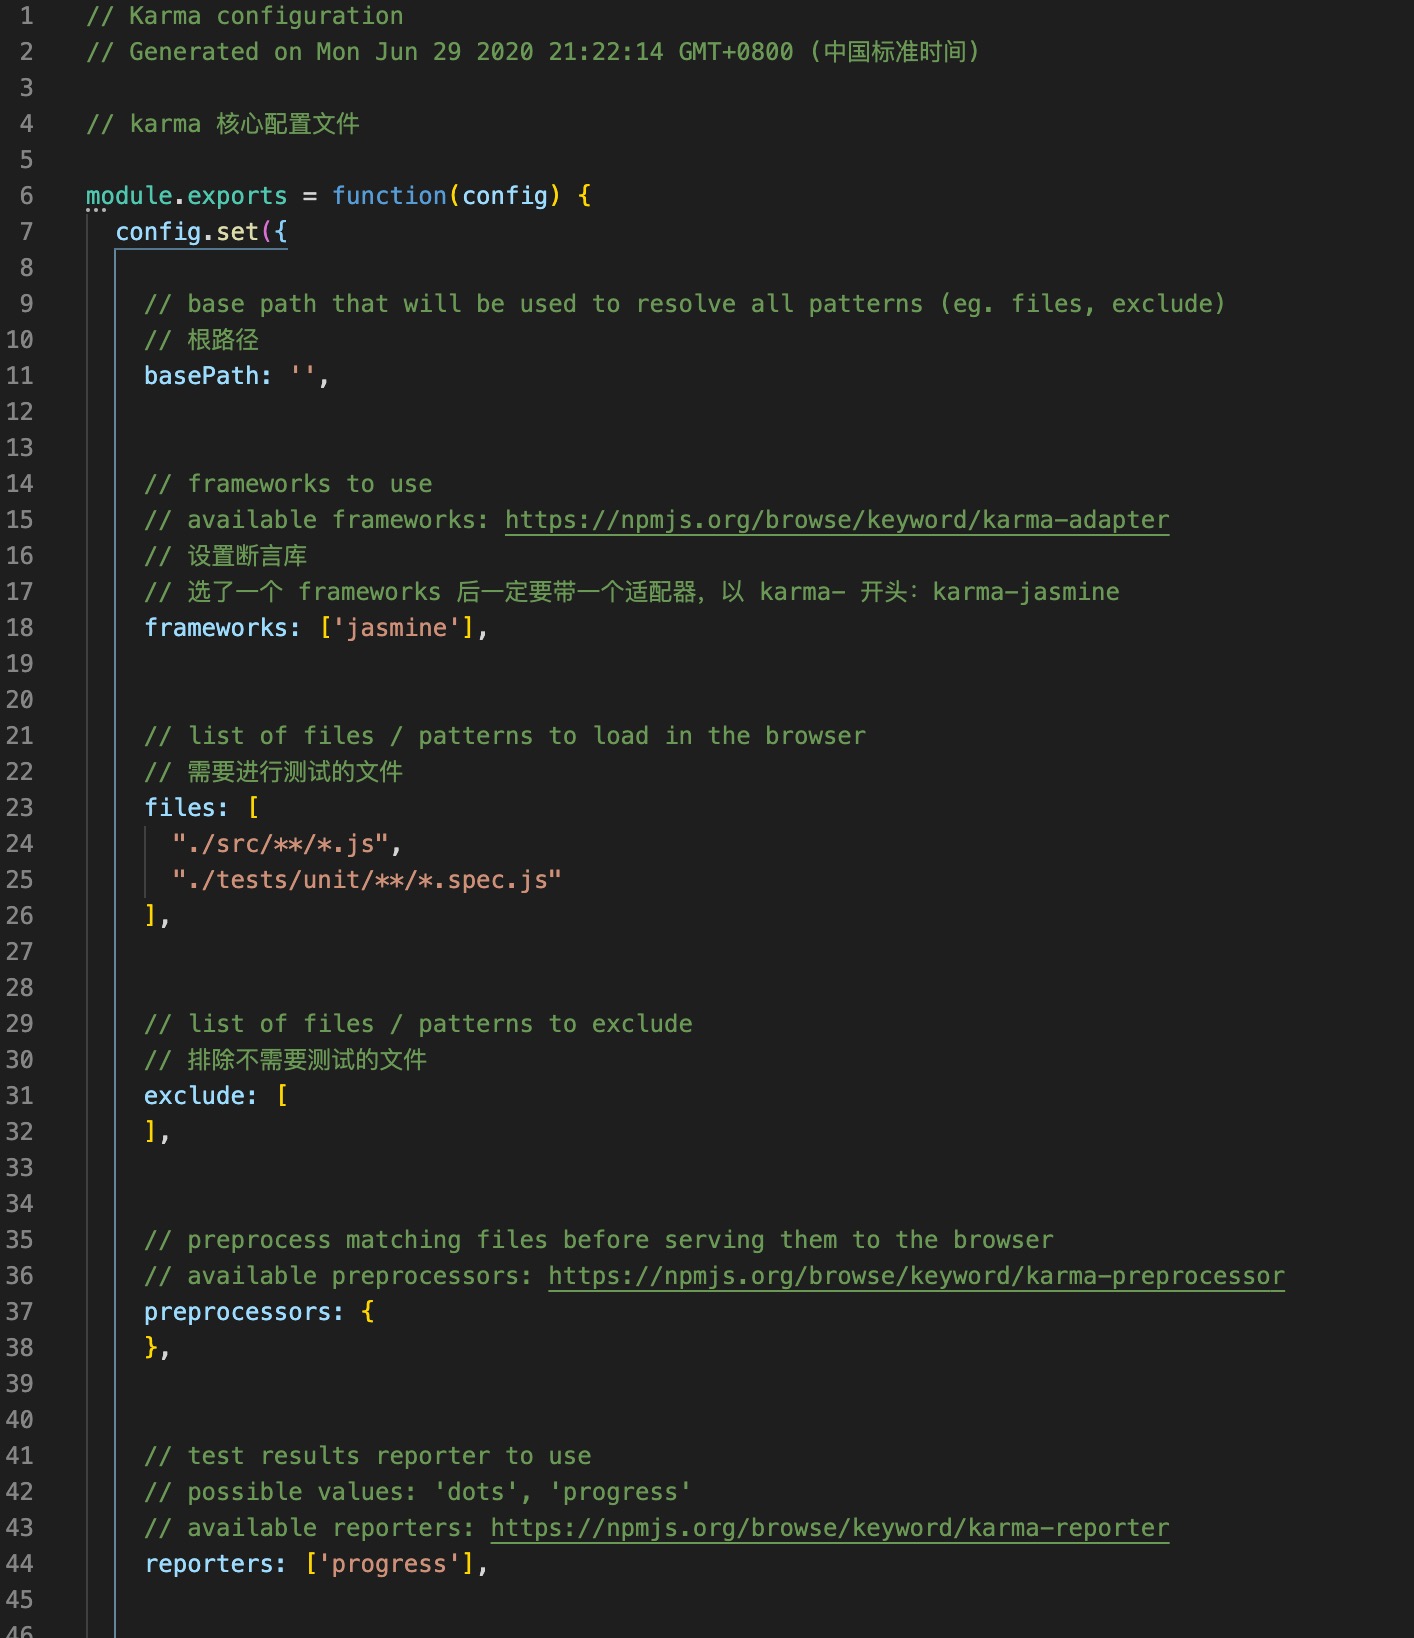 1 // Karma configuration
2 // Generated on Mon Jun 29 2020 21:22:14 GMT+0800 (中国标准时间)
3
4 // karma 核心配置文件
5
6 module.exports = function(config) {
7 config.set({
8
9 // base path that will be used to resolve all patterns (eg. files, exclude)
10 // 根路径
11 basePath: '',
12
13
14 // frameworks to use
15 // available frameworks: https://npmjs.org/browse/keyword/karma-adapter
16 // 设置断言库
17 // 选了一个 frameworks 后一定要带一个适配器，以 karma- 开头：karma-jasmine
18 frameworks: ['jasmine'],
19
20
21 // list of files / patterns to load in the browser
22 // 需要进行测试的文件
23 files: [
24 "./src/**/*.js",
25 "./tests/unit/**/*.spec.js"
26 ],
27
28
29 // list of files / patterns to exclude
30 // 排除不需要测试的文件
31 exclude: [
32 ],
33
34
35 // preprocess matching files before serving them to the browser
36 // available preprocessors: https://npmjs.org/browse/keyword/karma-preprocessor
37 preprocessors: {
38 },
39
40
41 // test results reporter to use
42 // possible values: 'dots', 'progress'
43 // available reporters: https://npmjs.org/browse/keyword/karma-reporter
44 reporters: ['progress'],
45
46